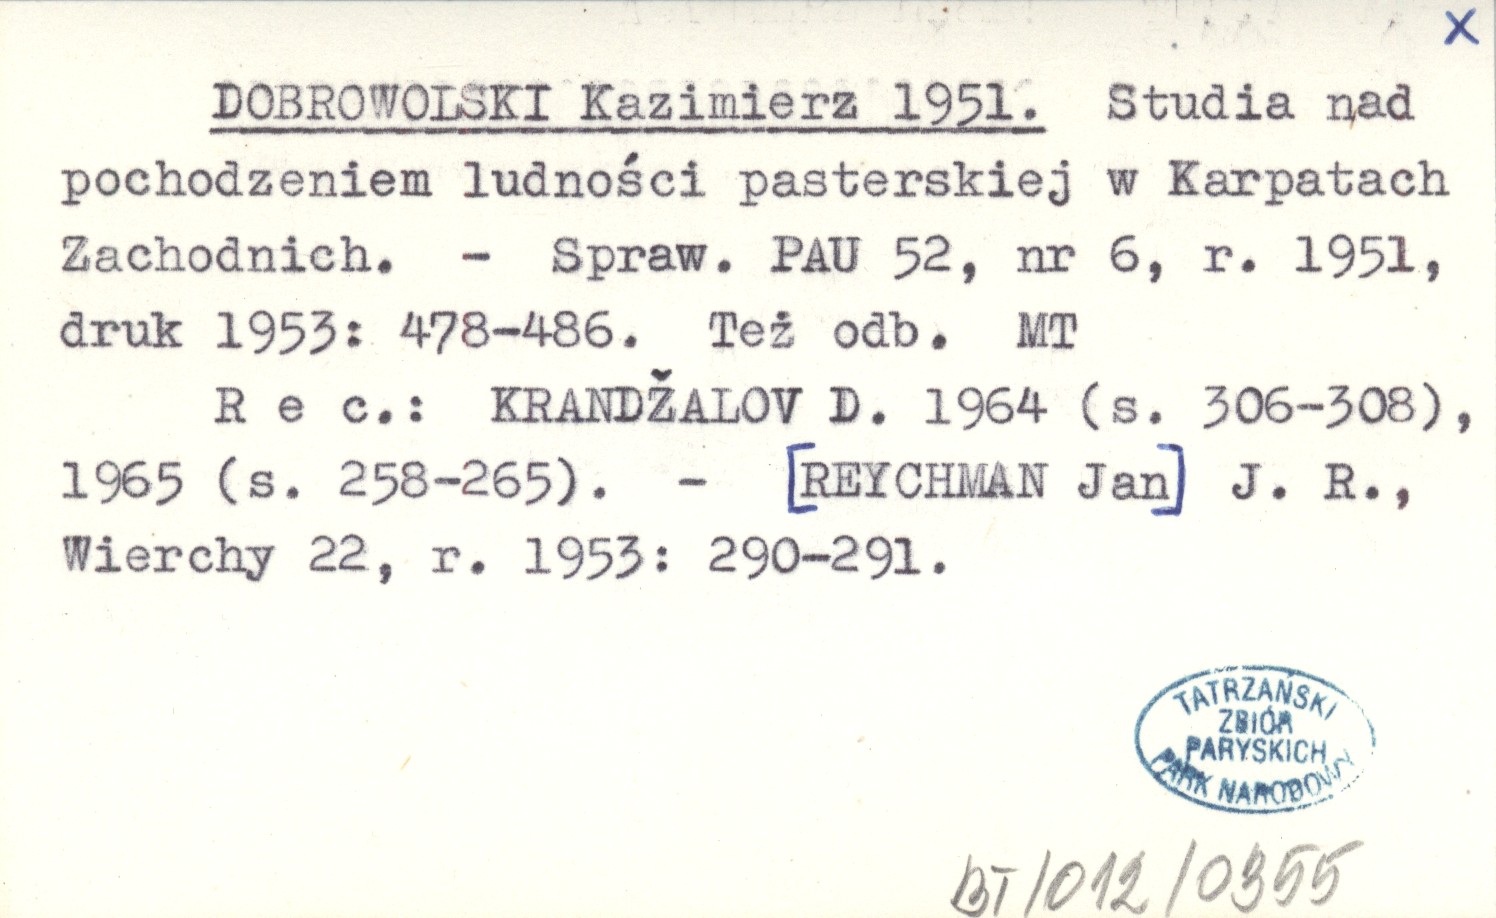 X
DOBROWOLSKI Kazimierz 1951. Studia nad
pochodzeniem ludności pasterskiej w Karpatach
Zachodnich. - Spraw. PAU 52, nr 6, r. 1951,
druk 1953: 478-486. Też odb. MT
R e c.: KRANDŽALOV D. 1964 (s. 306-308),
1965 (s. 258-265). - [REYCHMAN Jan] J. R.,
Wierchy 22, r. 1953: 290-291.
TATRZAŃSKI
ZBIÓR
PARYSKICH
PARK NARODOWY
BT/012/0355